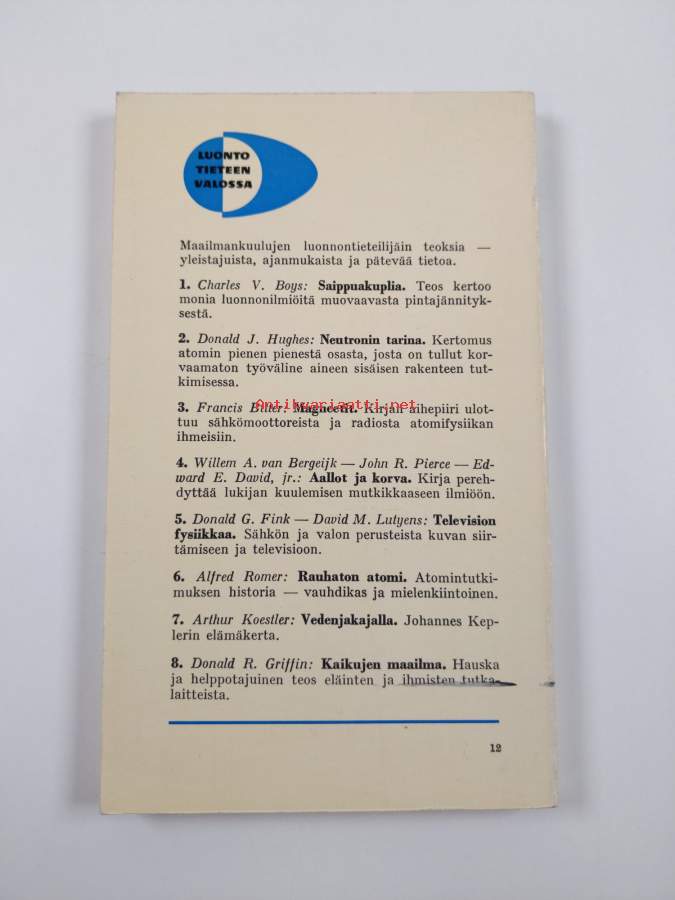 LUONTO
TIETEEN
VALOSSA
Maailmankuulujen luonnontieteilijäin teoksia —
yleistajuista, ajanmukaista ja pätevää tietoa.
1. Charles V. Boys: Saippuakuplia. Teos kertoo
monia luonnonilmiöitä muovaavasta pintajännityk-
sestä.
2. Donald J. Hughes: Neutronin tarina. Kertomus
atomin pienen pienestä osasta, josta on tullut kor-
vaamaton työväline aineen sisäisen rakenteen tut-
kimisessa.
Antikvariaatti.net
3. Francis Bitter: Magneetit. Kirjan aihepiiri ulot-
tuu sähkömoottoreista ja radiosta atomifysiikan
ihmeisiin.
4. Willem A. van Bergeijk — John R. Pierce — Ed-
ward E. David, jr.: Aallot ja korva. Kirja pereh-
dyttää lukijan kuulemisen mutkikkaaseen ilmiöön.
5. Donald G. Fink — David M. Lutyens: Television
fysiikkaa. Sähkön ja valon perusteista kuvan siir-
tämiseen ja televisioon.
6. Alfred Romer: Rauhaton atomi. Atomintutki-
muksen historia — vauhdikas ja mielenkiintoinen.
7. Arthur Koestler: Vedenjakajalla. Johannes Kep-
lerin elämäkerta.
8. Donald R. Griffin: Kaikujen maailma. Hauska
ja helppotajuinen teos eläinten ja ihmisten tutka-
laitteista.
12